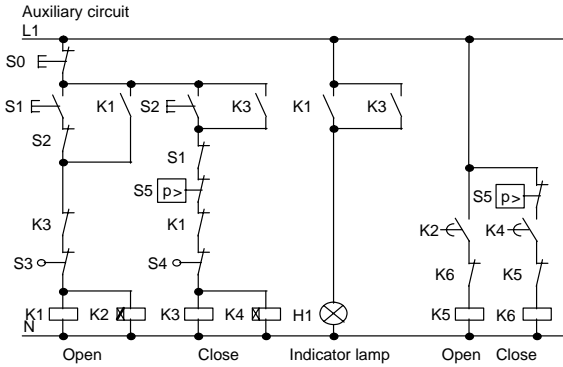 Auxiliary circuit
L1
S0
S1 K1 S2 K3 K1 K3
S2
S1
S5 p> S5 p>
K3 K1 K2 K4
S3 S4 K6 K5
K1 K2 K3 K4 H1 K5 K6
N
Open Close Indicator lamp Open Close